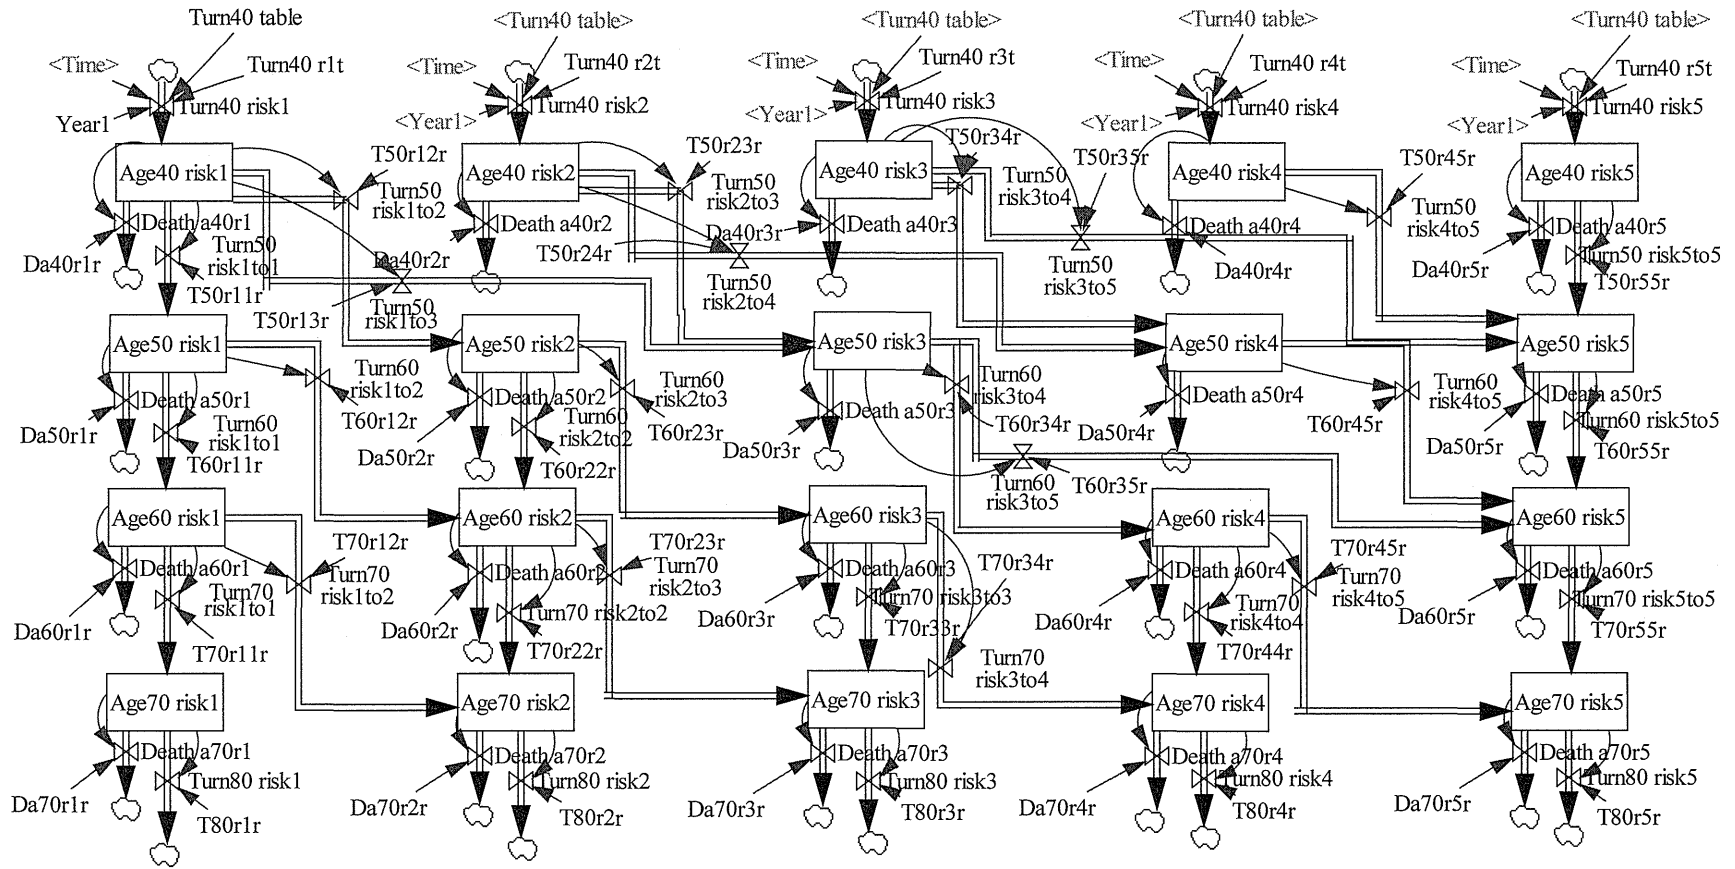 Turn40 table
<Turn40 table>
<Turn40 table>
<Turn40 table>
<Turn40 table>
<Time>
Turn40 r1t
<Time>
Turn40 r2t
<Time>
Turn40 r3t
<Time>
Turn40 r4t
<Time>
Turn40 r5t
Year1
Turn40 risk1
<Year1>
Turn40 risk2
<Year1>
Turn40 risk3
<Year1>
Turn40 risk4
<Year1>
Turn40 risk5
T50r12r
T50r23r
T50r34r
T50r35r
T50r45r
Age40 risk1
Turn50
risk1to2
Age40 risk2
Turn50
risk2to3
Age40 risk3
Turn50
risk3to4
Age40 risk4
Turn50
risk4to5
Age40 risk5
Death a40r1
Death a40r2
Da40r3r
Death a40r3
Death a40r4
Death a40r5
Da40r1r
Turn50
risk1to1
T50r11r
Da40r2r
T50r24r
Turn50
risk2to4
Turn50
risk3to5
Da40r4r
Da40r5r
Turn50 risk5to5
T50r55r
T50r13r
Turn50
risk1to3
Age50 risk1
Age50 risk2
Age50 risk3
Age50 risk4
Age50 risk5
Turn60
risk1to2
Turn60
risk2to3
Turn60
risk3to4
Turn60
risk4to5
Death a50r1
Death a50r2
Death a50r3
Death a50r4
Death a50r5
Da50r1r
Turn60
risk1to1
T60r12r
Da50r2r
Turn60
risk2to2
T60r23r
Da50r3r
T60r34r
Da50r4r
T60r45r
Da50r5r
Turn60 risk5to5
T60r11r
T60r22r
Turn60
risk3to5
T60r35r
T60r55r
Age60 risk1
Age60 risk2
Age60 risk3
Age60 risk4
Age60 risk5
T70r12r
T70r23r
T70r34r
T70r45r
Death a60r1
Turn70
risk1to2
Death a60r2
Turn70
risk2to3
Death a60r3
Death a60r4
Turn70
risk4to5
Death a60r5
Da60r1r
Turn70
risk1to1
T70r11r
Da60r2r
Turn70 risk2to2
T70r22r
Da60r3r
Turn70 risk3to3
T70r33r
Turn70
risk3to4
Da60r4r
Turn70
risk4to4
T70r44r
Da60r5r
Turn70 risk5to5
T70r55r
Age70 risk1
Age70 risk2
Age70 risk3
Age70 risk4
Age70 risk5
Death a70r1
Death a70r2
Death a70r3
Death a70r4
Death a70r5
Da70r1r
Turn80 risk1
T80r1r
Da70r2r
Turn80 risk2
T80r2r
Da70r3r
Turn80 risk3
T80r3r
Da70r4r
Turn80 risk4
T80r4r
Da70r5r
Turn80 risk5
T80r5r